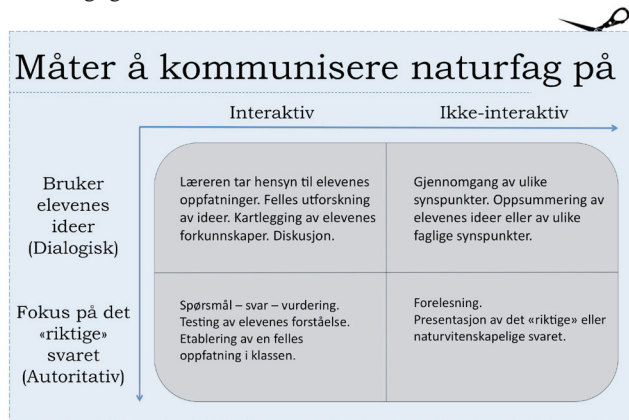 Måter å kommunisere naturfag på
Interaktiv
Ikke-interaktiv
Bruker
elevenes
ideer
(Dialogisk)
Læreren tar hensyn til elevenes
oppfatninger. Felles utforskning
av ideer. Kartlegging av elevenes
forkunnskaper. Diskusjon.
Gjennomgang av ulike
synspunkter. Oppsummering av
elevenes ideer eller av ulike
faglige synspunkter.
Fokus på det
«riktige»
svaret
(Autoritativ)
Spørsmål – svar – vurdering.
Testing av elevenes forståelse.
Etablering av en felles
oppfatning i klassen.
Forelesning.
Presentasjon av det «riktige» eller
naturvitenskapelige svaret.